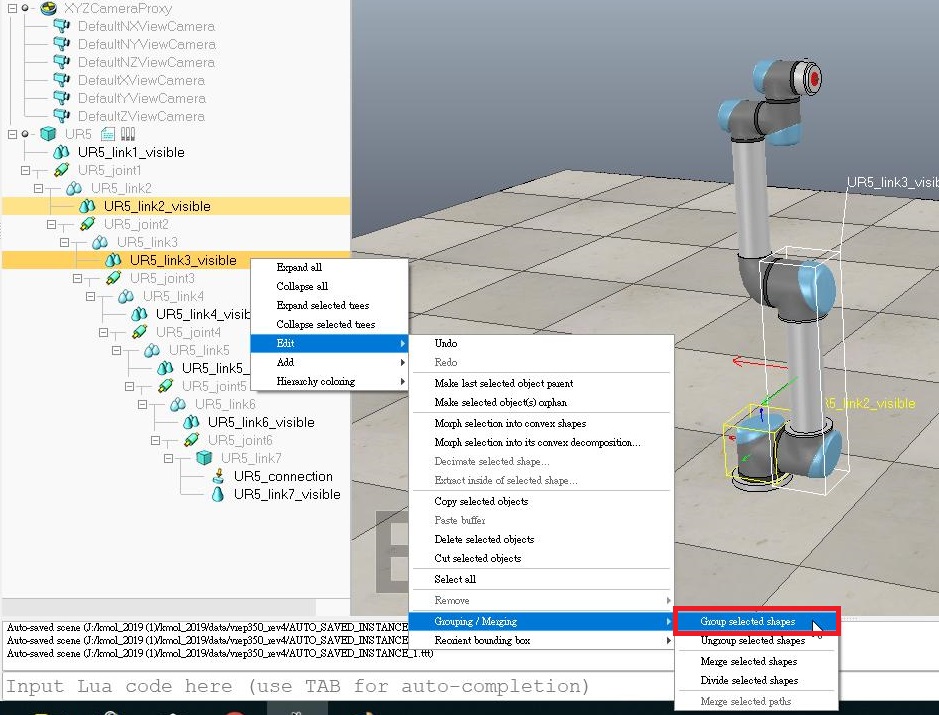 XYZCameraProxy
DefaultNXViewCamera
DefaultNYViewCamera
DefaultNZViewCamera
DefaultXViewCamera
DefaultYViewCamera
DefaultZViewCamera
UR5
UR5_link1_visible
UR5_joint1
UR5_link2
UR5_link2_visible
UR5_joint2
UR5_link3
UR5_link3_visible
UR5_joint3
UR5_link4
UR5_link4_visib
UR5_joint4
UR5_link5
UR5_link5_
UR5_joint5
UR5_link6
UR5_link6_visible
UR5_joint6
UR5_link7
UR5_connection
UR5_link7_visible
Expand all
Collapse all
Expand selected trees
Collapse selected trees
Edit
Add
Hierarchy coloring
Undo
Redo
Make last selected object parent
Make selected object(s) orphan
Morph selection into convex shapes
Morph selection into its convex decomposition...
Decimate selected shape...
Extract inside of selected shape...
Copy selected objects
Paste buffer
Delete selected objects
Cut selected objects
Select all
Remove
Grouping / Merging
Reorient bounding box
Group selected shapes
Ungroup selected shapes
Merge selected shapes
Divide selected shapes
Merge selected paths
UR5_link3_visib
R5_link2_visible
Auto-saved scene (J:/kmol_2019 (1)/kmol_2019/data/vrep350_rev4/AUTO_SAVED_INSTANCE
Auto-saved scene (J:/kmol_2019 (1)/kmol_2019/data/vrep350_rev4/AUTO_SAVED_INSTANCE
Auto-saved scene (J:/kmol_2019 (1)/kmol_2019/data/vrep350_rev4/AUTO_SAVED_INSTANCE_1.ttt)
Input Lua code here (use TAB for auto-completion)